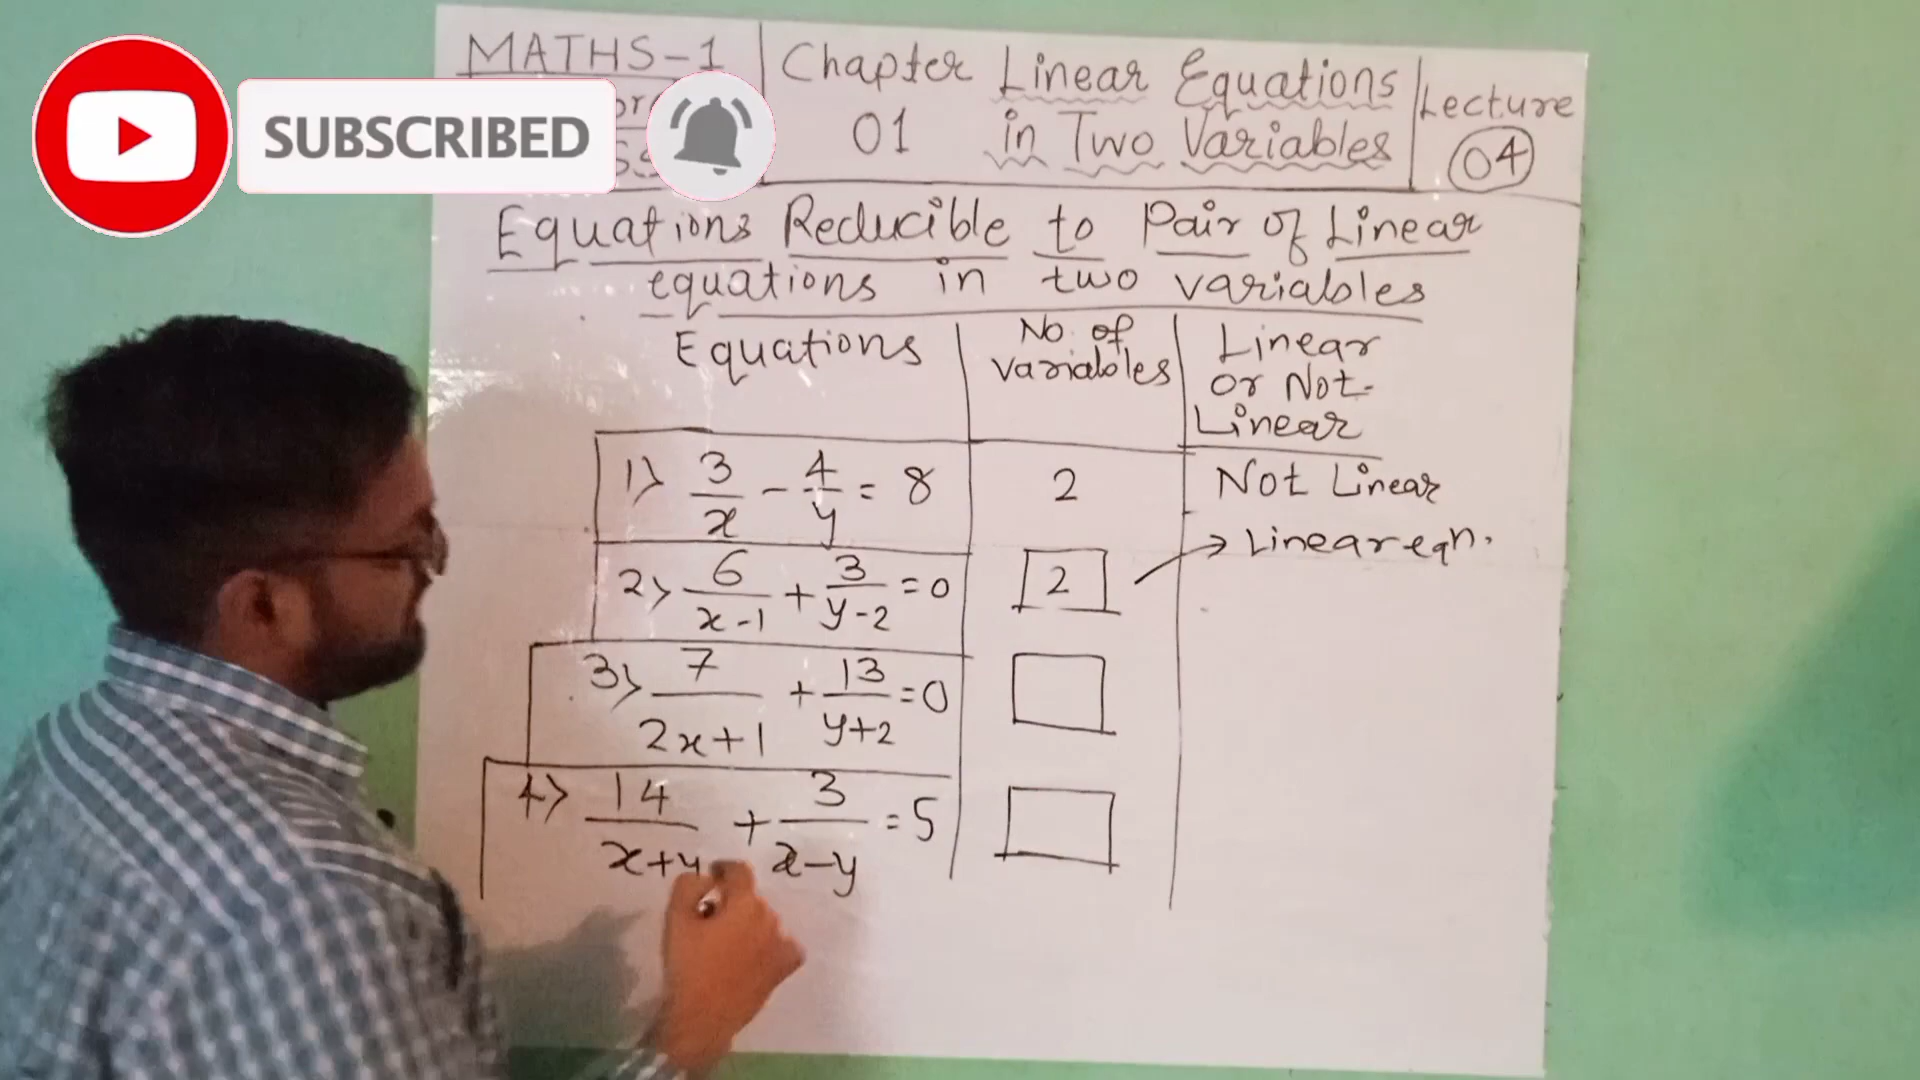 MATHS-1
Chapter 01
Linear Equations
in Two Variables
Lecture
04
SUBSCRIBED
Equations Reducible to Pair of Linear
equations in two variables
Equations
No. of variables
Linear or Not Linear
1> 3/x - 4/y = 8
2
Not Linear
→ Linear eqn.
2> 6/x-1 + 3/y-2 = 0
2
3> 7/2x+1 + 13/y+2 = 0
4> 14/x+y + 3/x-y = 5